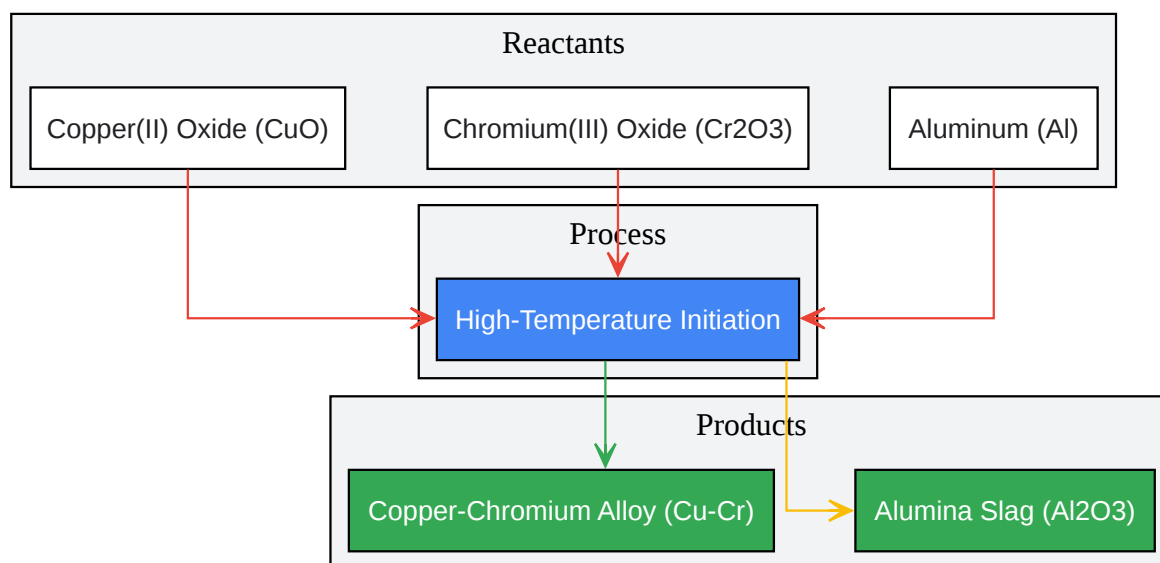 Reactants
Copper(II) Oxide (CuO)
Chromium(III) Oxide (Cr2O3)
Aluminum (Al)
Process
High-Temperature Initiation
Products
Copper-Chromium Alloy (Cu-Cr)
Alumina Slag (Al2O3)